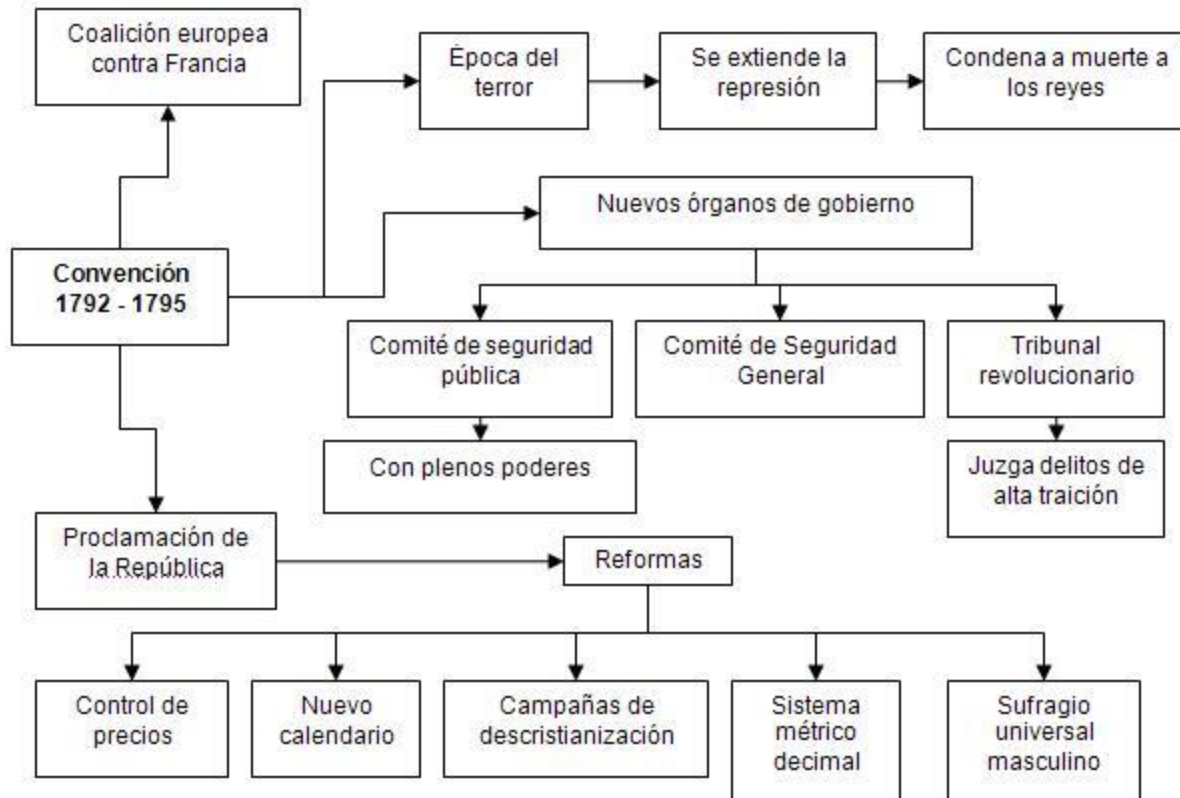 Coalición europea
contra Francia
Época del
terror
Se extiende la
represión
Condena a muerte a
los reyes
Nuevos órganos de gobierno
Convención
1792 - 1795
Comité de seguridad
pública
Comité de Seguridad
General
Tribunal
revolucionario
Con plenos poderes
Juzga delitos de
alta traición
Proclamación de
la República
Reformas
Control de
precios
Nuevo
calendario
Campañas de
descristianización
Sistema
métrico
decimal
Sufragio
universal
masculino